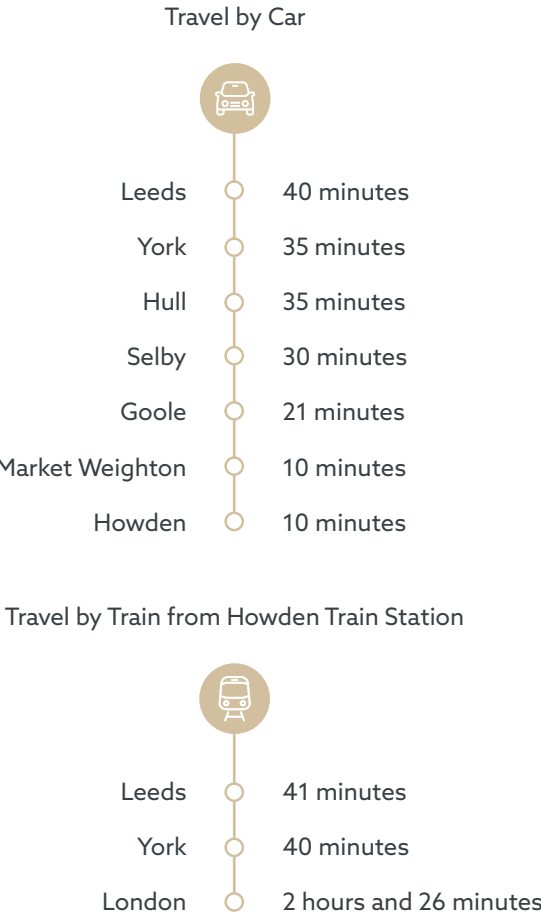 Travel by Car
Leeds 40 minutes
York 35 minutes
Hull 35 minutes
Selby 30 minutes
Goole 21 minutes
Market Weighton 10 minutes
Howden 10 minutes
Travel by Train from Howden Train Station
Leeds 41 minutes
York 40 minutes
London 2 hours and 26 minutes